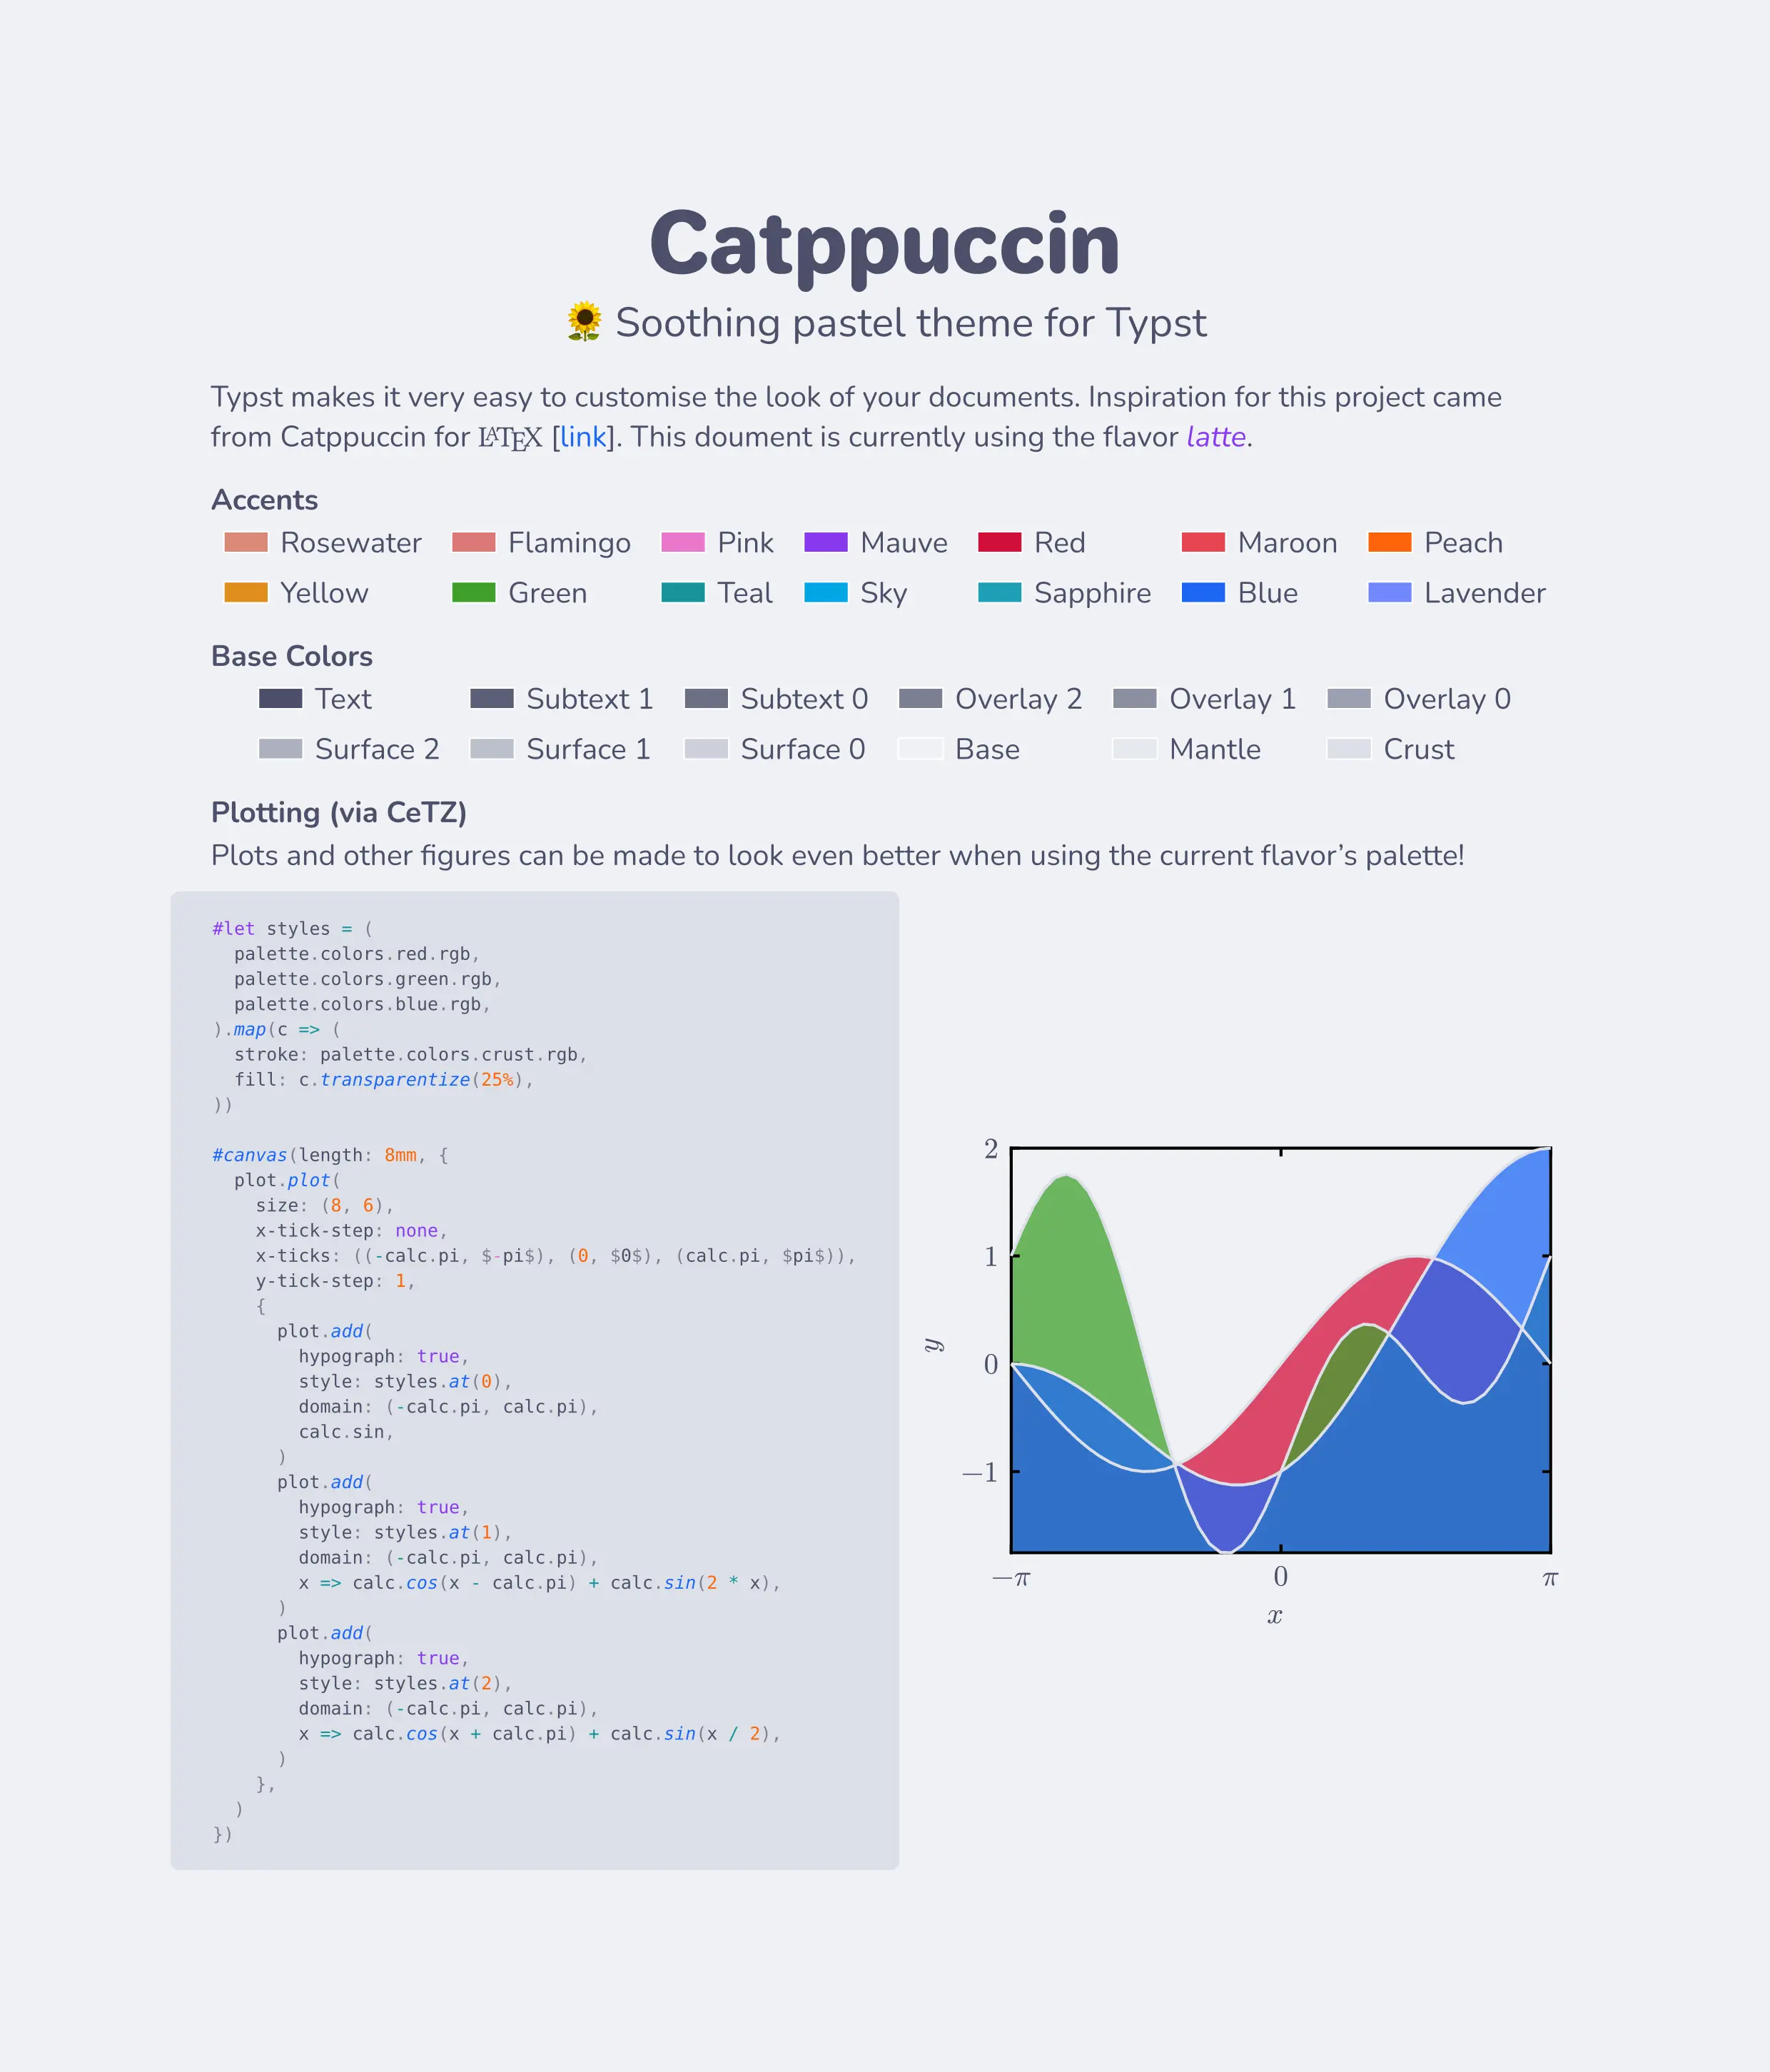 Catppuccin
🌻 Soothing pastel theme for Typst
Typst makes it very easy to customise the look of your documents. Inspiration for this project came
from Catppuccin for LATEX [link]. This doument is currently using the flavor latte.
Accents
Rosewater Flamingo Pink Mauve Red Maroon Peach
Yellow Green Teal Sky Sapphire Blue Lavender
Base Colors
Text Subtext 1 Subtext 0 Overlay 2 Overlay 1 Overlay 0
Surface 2 Surface 1 Surface 0 Base Mantle Crust
Plotting (via CeTZ)
Plots and other figures can be made to look even better when using the current flavor’s palette!
#let styles = (
  palette.colors.red.rgb,
  palette.colors.green.rgb,
  palette.colors.blue.rgb,
).map(c => (
  stroke: palette.colors.crust.rgb,
  fill: c.transparentize(25%),
))

#canvas(length: 8mm, {
  plot.plot(
    size: (8, 6),
    x-tick-step: none,
    x-ticks: ((-calc.pi, $-pi$), (0, $0$), (calc.pi, $pi$)),
    y-tick-step: 1,
    {
      plot.add(
        hypograph: true,
        style: styles.at(0),
        domain: (-calc.pi, calc.pi),
        calc.sin,
      )
      plot.add(
        hypograph: true,
        style: styles.at(1),
        domain: (-calc.pi, calc.pi),
        x => calc.cos(x - calc.pi) + calc.sin(2 * x),
      )
      plot.add(
        hypograph: true,
        style: styles.at(2),
        domain: (-calc.pi, calc.pi),
        x => calc.cos(x + calc.pi) + calc.sin(x / 2),
      )
    },
  )
})
2
1
0
−1
y
−π 0 π
x